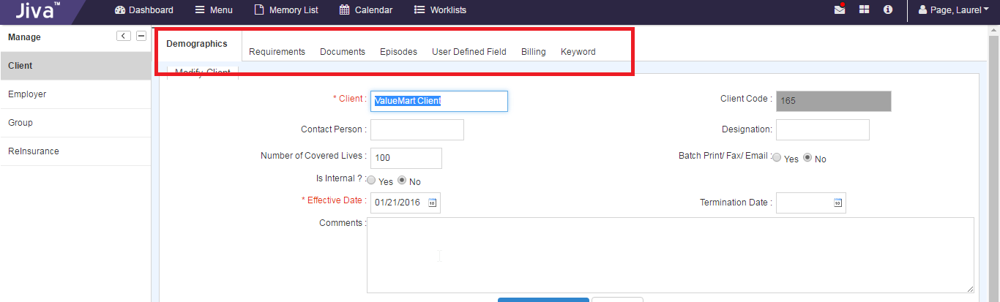 Jiva™ Dashboard Menu Memory List Calendar Worklists Page, Laurel
Manage
Client
Employer
Group
ReInsurance
Demographics Requirements Documents Episodes User Defined Field Billing Keyword
Modify Client
* Client : ValueMart Client Client Code : 165
Contact Person : Designation:
Number of Covered Lives : 100 Batch Print/ Fax/ Email : Yes No
Is Internal ? : Yes No
* Effective Date : 01/21/2016 10 Termination Date : 10
Comments :